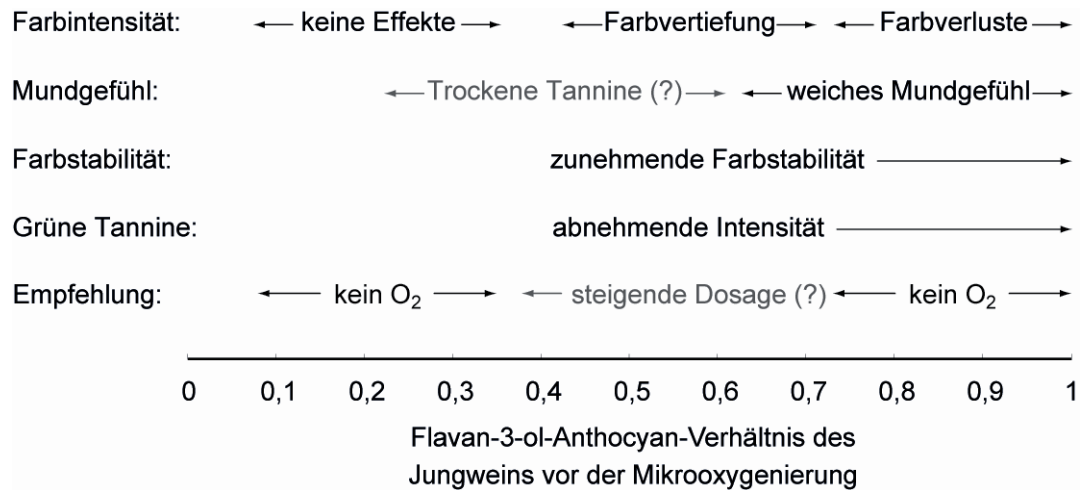 Farbintensität: keine Effekte Farbvertiefung Farbverluste
Mundgefühl: Trockene Tannine (?) weiches Mundgefühl
Farbstabilität: zunehmende Farbstabilität
Grüne Tannine: abnehmende Intensität
Empfehlung: kein O₂ steigende Dosage (?) kein O₂
0 0,1 0,2 0,3 0,4 0,5 0,6 0,7 0,8 0,9 1
Flavan-3-ol-Anthocyan-Verhältnis des
Jungweins vor der Mikrooxygenierung